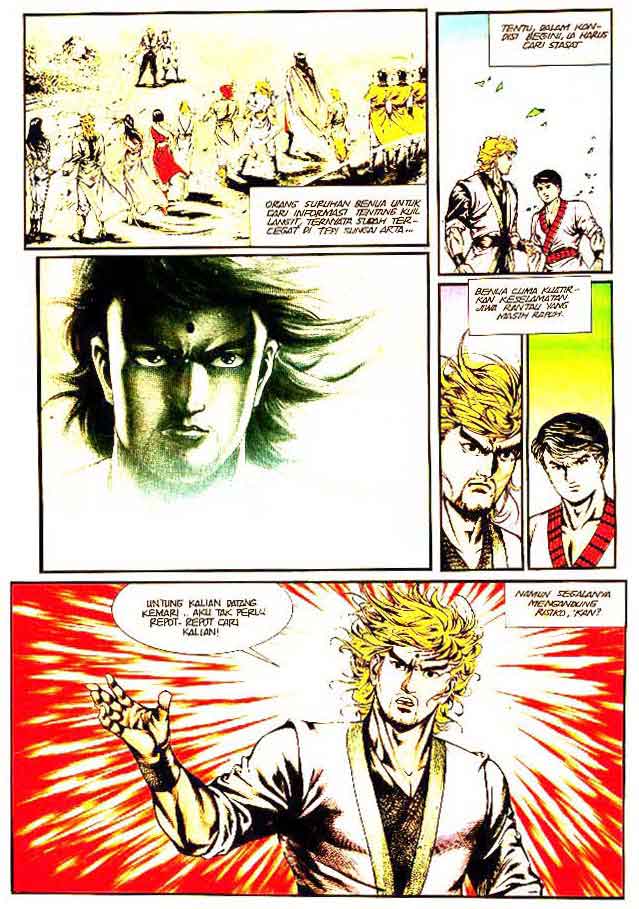 ORANG SURUHAN BENUA UNTUK
CARI INFORMASI TENTANG KUIL
LANGIT, TERNYATA SUDAH TER-
CEGAT DI TEPI SUNGAI ARTA...
TENTU, DALAM KON-
DISI BEGINI, IA HARUS
CARI SIASAT
BENUA CUMA KUATIR-
KAN KESELAMATAN
JIWA RANTAU YANG
MASIH RAPUH.
UNTUNG KALIAN DATANG
KEMARI.. AKU TAK PERLU
REPOT-REPOT CARI
KALIAN!
NAMUN SEGALANYA
MENGANDUNG
RISIKO, 'KAN?